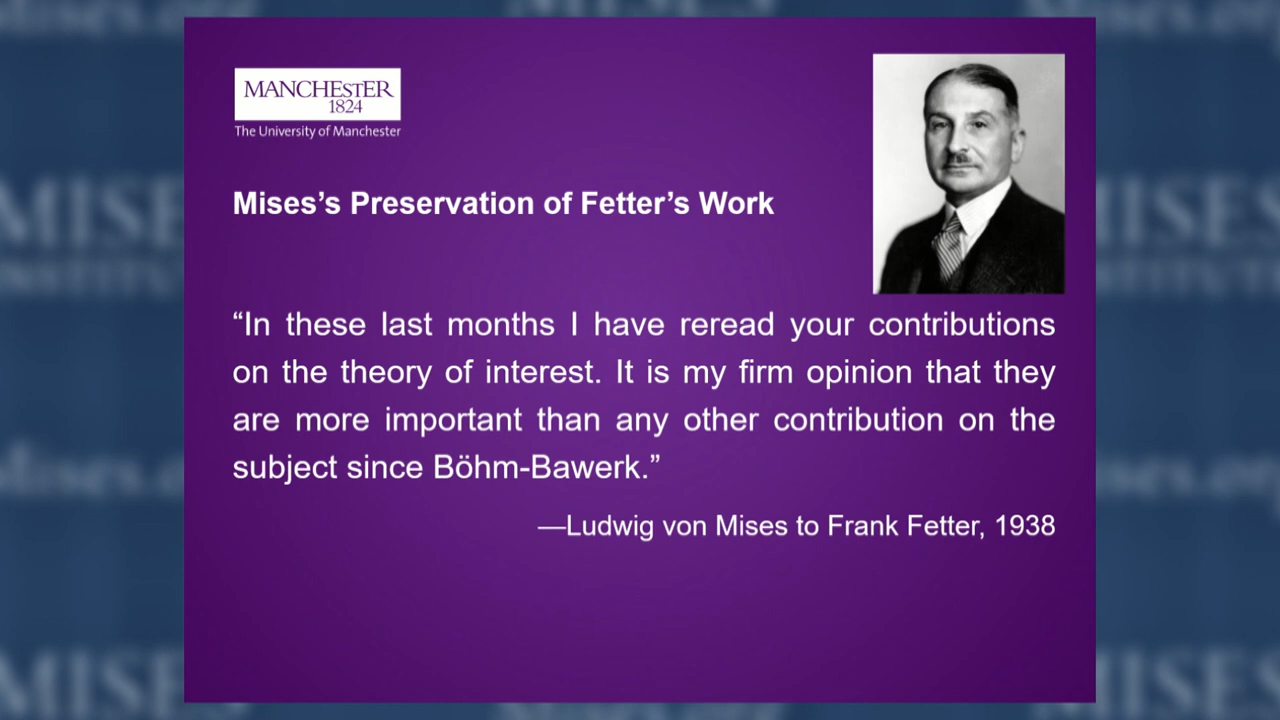 MANCHEsTER
1824
The University of Manchester
Mises’s Preservation of Fetter’s Work
“In these last months I have reread your contributions
on the theory of interest. It is my firm opinion that they
are more important than any other contribution on the
subject since Böhm-Bawerk.”
—Ludwig von Mises to Frank Fetter, 1938